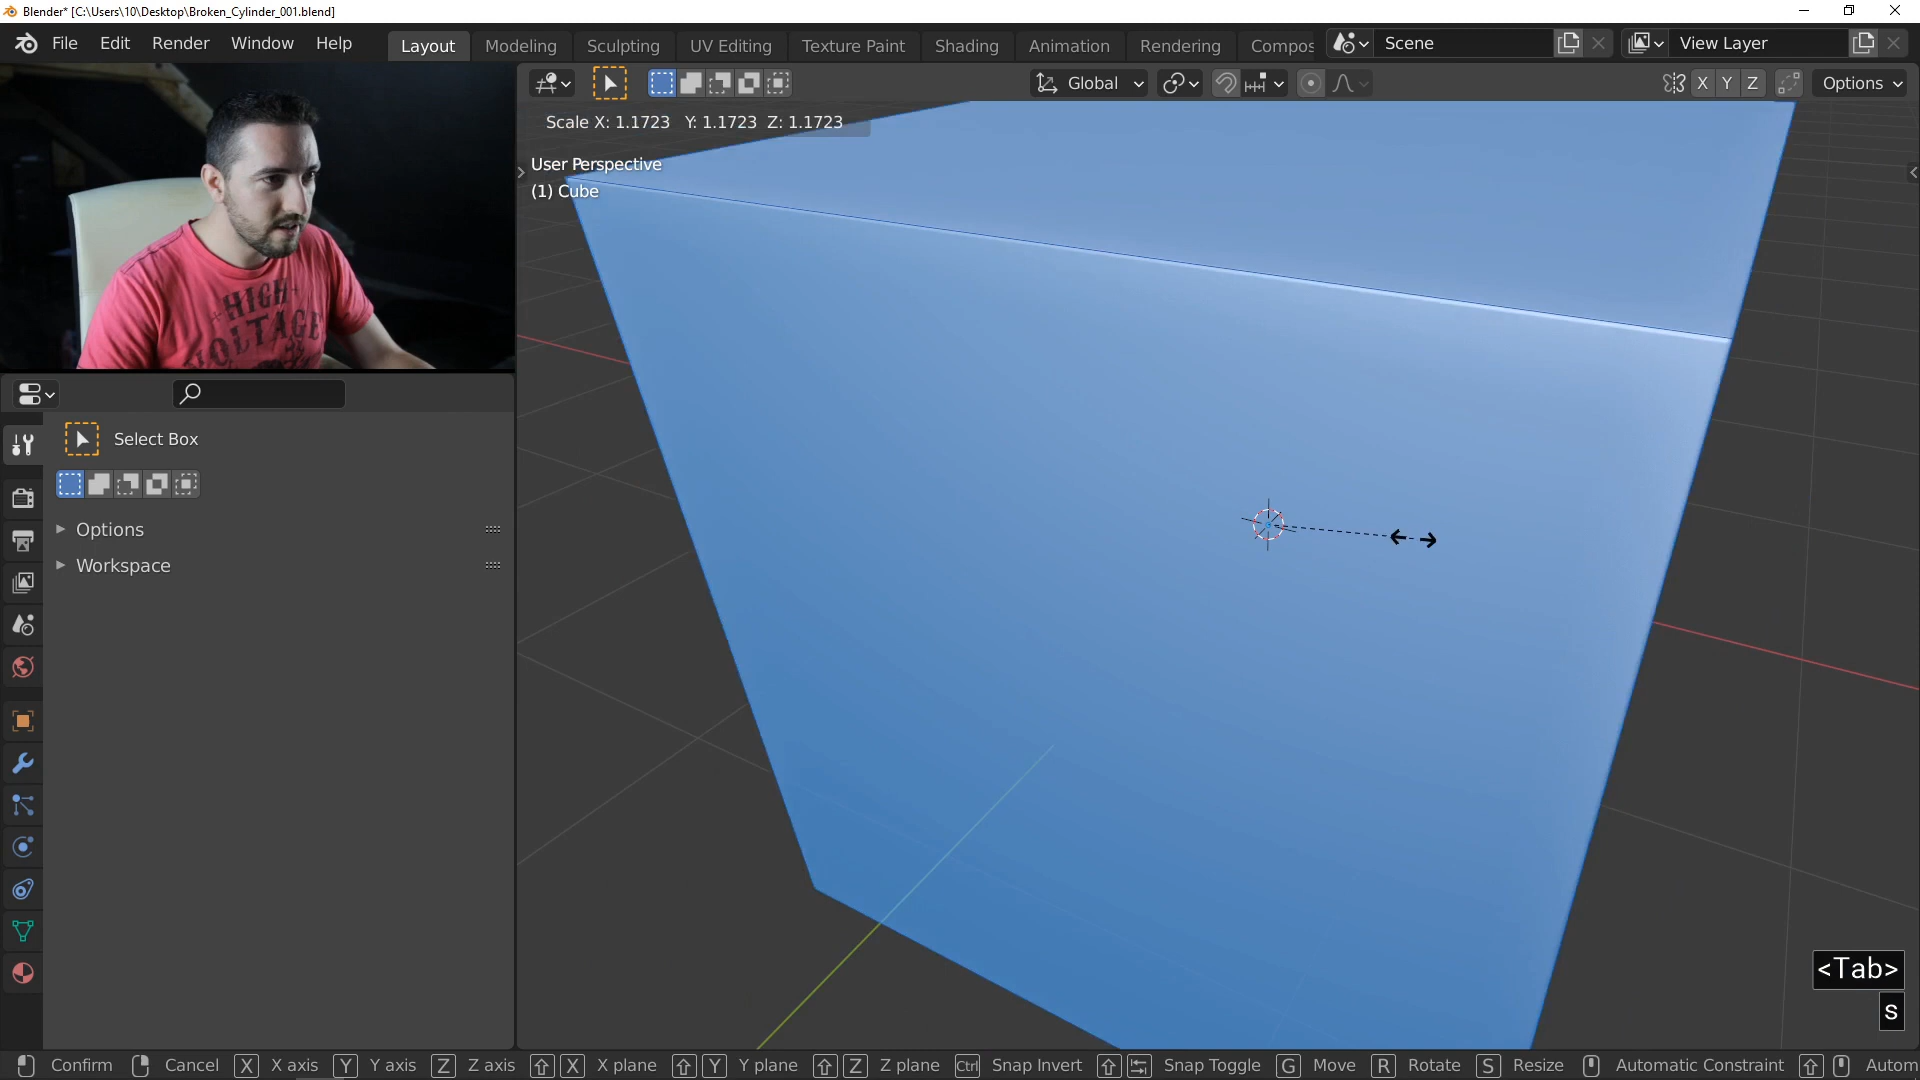 Blender* [C:\Users\10\Desktop\Broken_Cylinder_001.blend]
File Edit Render Window Help
Layout Modeling Sculpting UV Editing Texture Paint Shading Animation Rendering Compos
Scene
View Layer
Global
X Y Z
Options
Scale X: 1.1723 Y: 1.1723 Z: 1.1723
User Perspective
(1) Cube
HIGH
VOLTAGE
Select Box
Options
Workspace
<Tab>
s
Confirm Cancel X X axis Y Y axis Z Z axis X X plane Y Y plane Z Z plane Ctrl Snap Invert Snap Toggle G Move R Rotate S Resize Automatic Constraint Autom